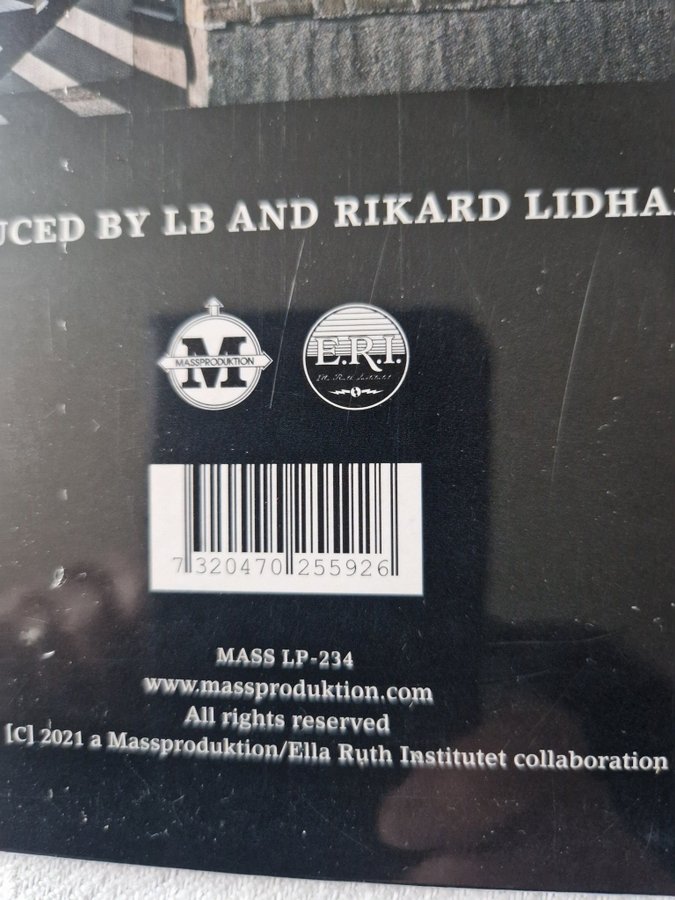 UCED BY LB AND RIKARD LIDHA
M
MASSPRODUKTION
E.R.I.
7 320470 255926
MASS LP-234
www.massproduktion.com
All rights reserved
[C] 2021 a Massproduktion/Ella Ruth Institutet collaboration